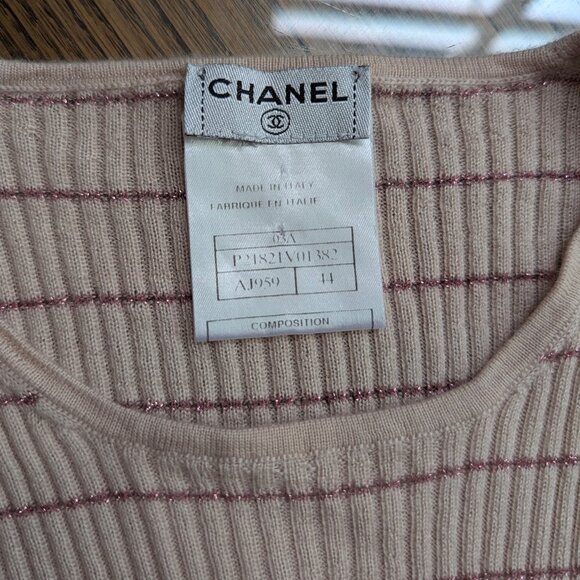 CHANEL
MADE IN ITALY
FABRIQUE EN ITALIE
03A
P21821V01382
AJ959 44
COMPOSITION